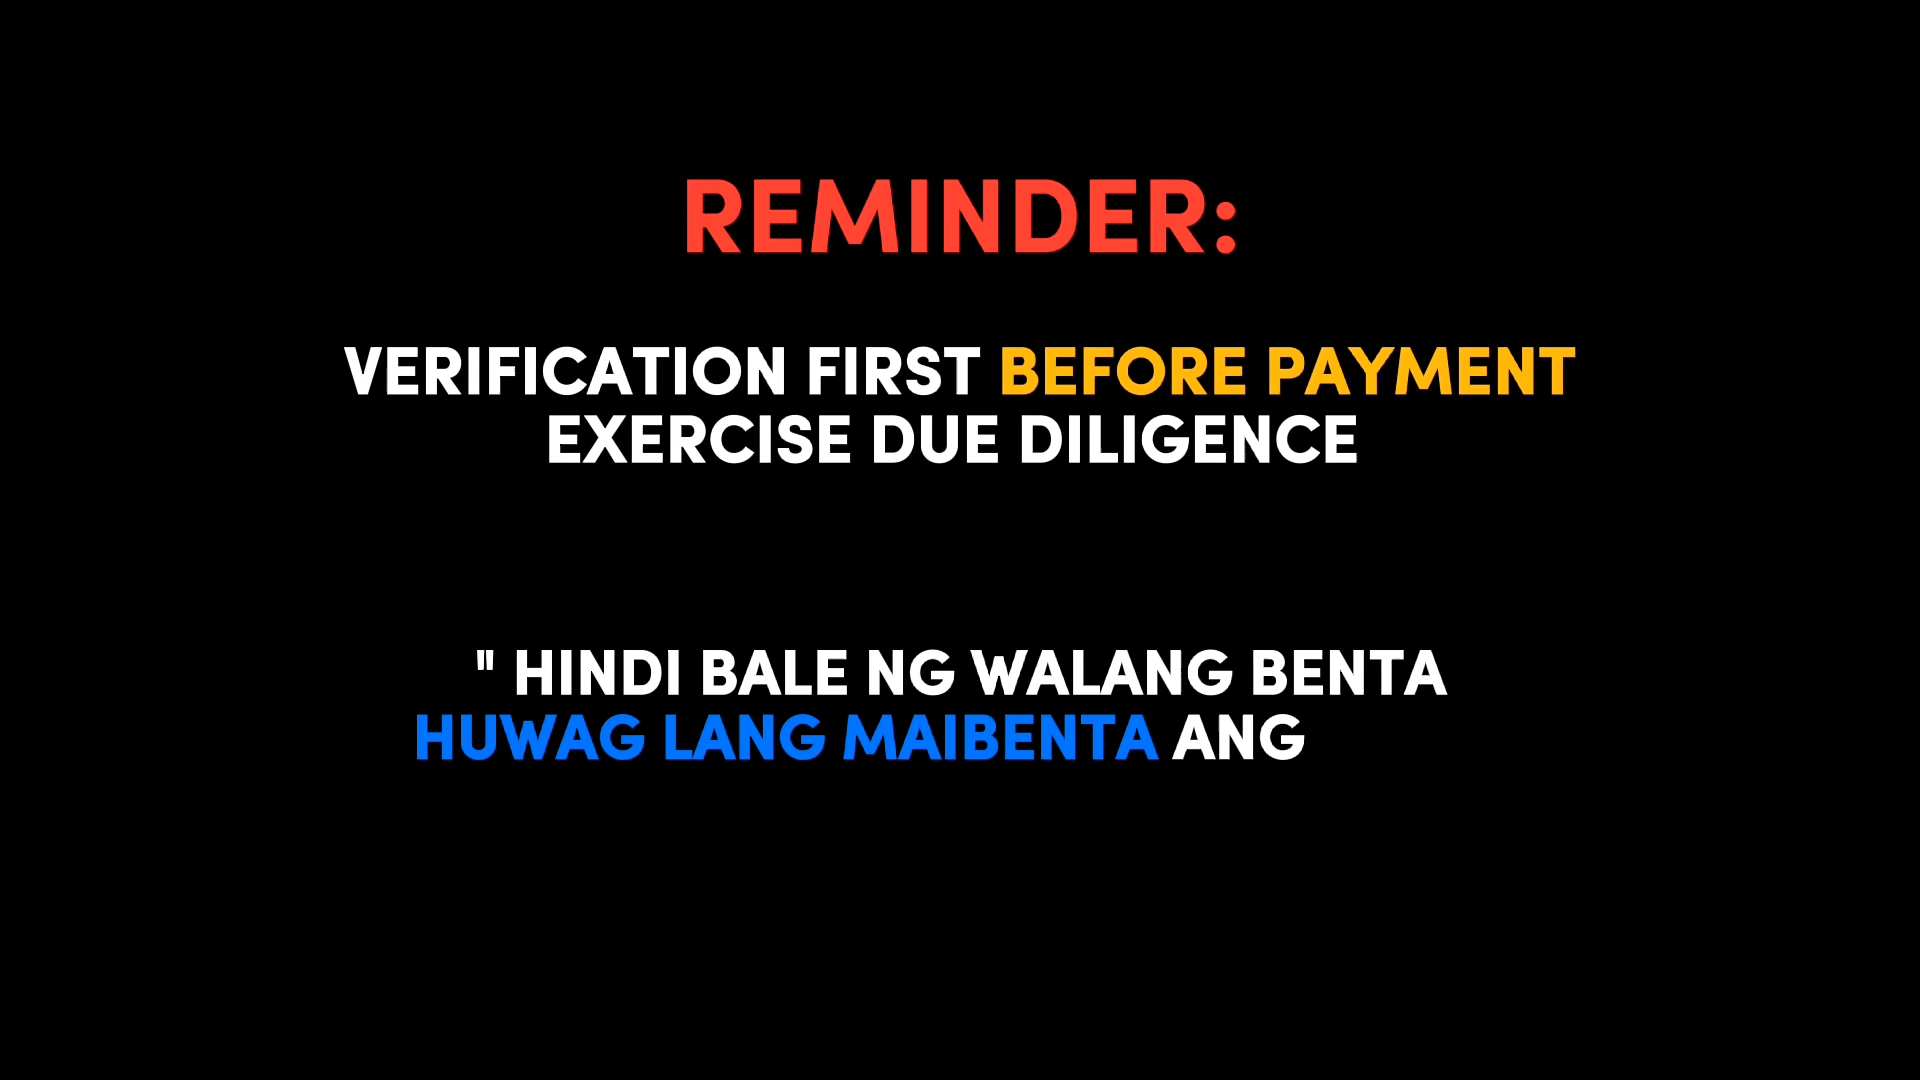 REMINDER:
VERIFICATION FIRST BEFORE PAYMENT
EXERCISE DUE DILIGENCE
" HINDI BALE NG WALANG BENTA
HUWAG LANG MAIBENTA ANG